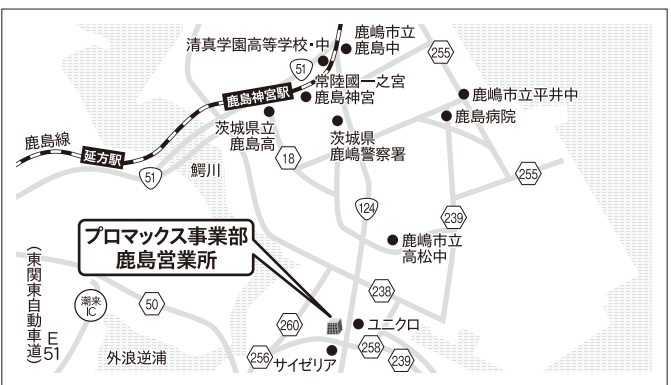 鹿嶋市立
鹿島中
清真学園高等学校・中
51
255
常陸國一之宮
鹿島神宮
鹿島神宮駅
鹿嶋市立平井中
鹿島病院
茨城県立
鹿島高
茨城県
鹿嶋警察署
鹿島線
延方駅
51
鰐川
18
255
124
239
プロマックス事業部
鹿島営業所
鹿嶋市立
高松中
(東関東自動車道)
E
51
潮来
IC
50
238
260
ユニクロ
外浪逆浦
256
サイゼリア
258
239